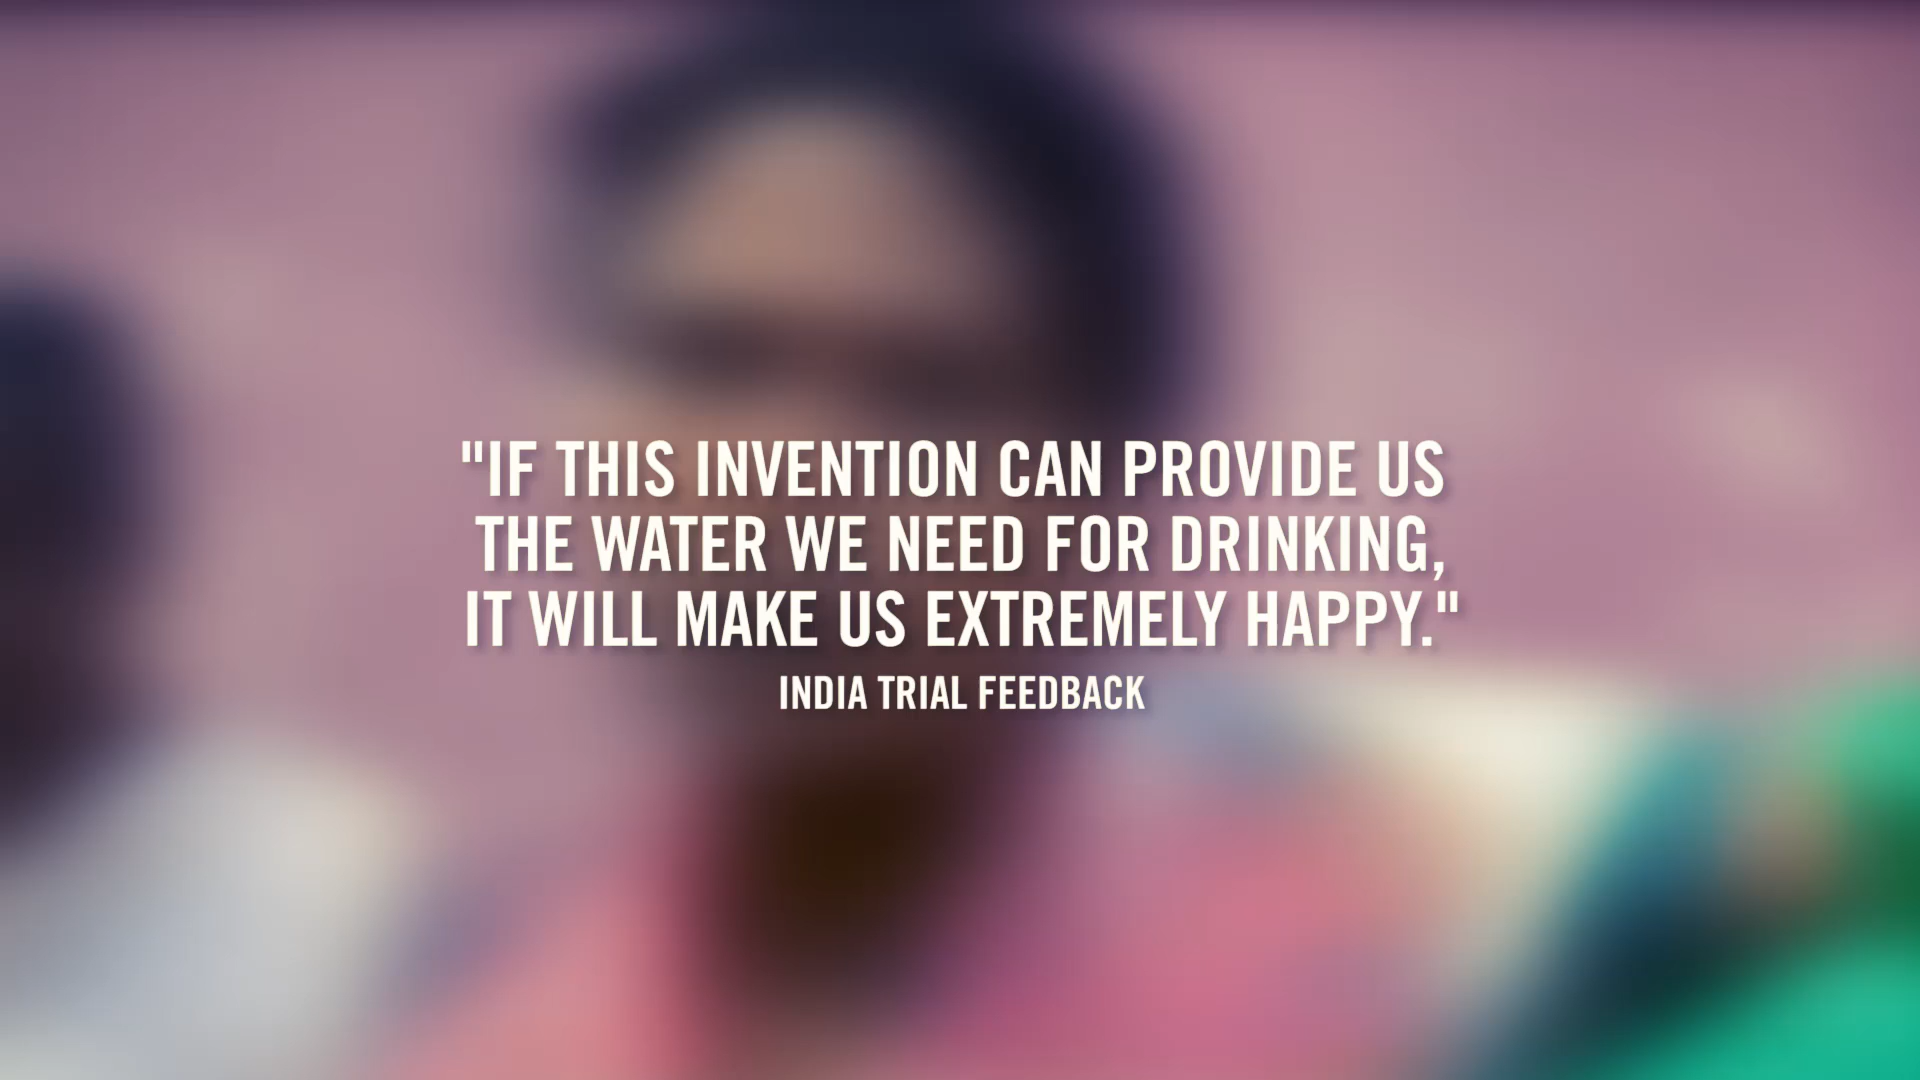 "IF THIS INVENTION CAN PROVIDE US
THE WATER WE NEED FOR DRINKING,
IT WILL MAKE US EXTREMELY HAPPY."
INDIA TRIAL FEEDBACK